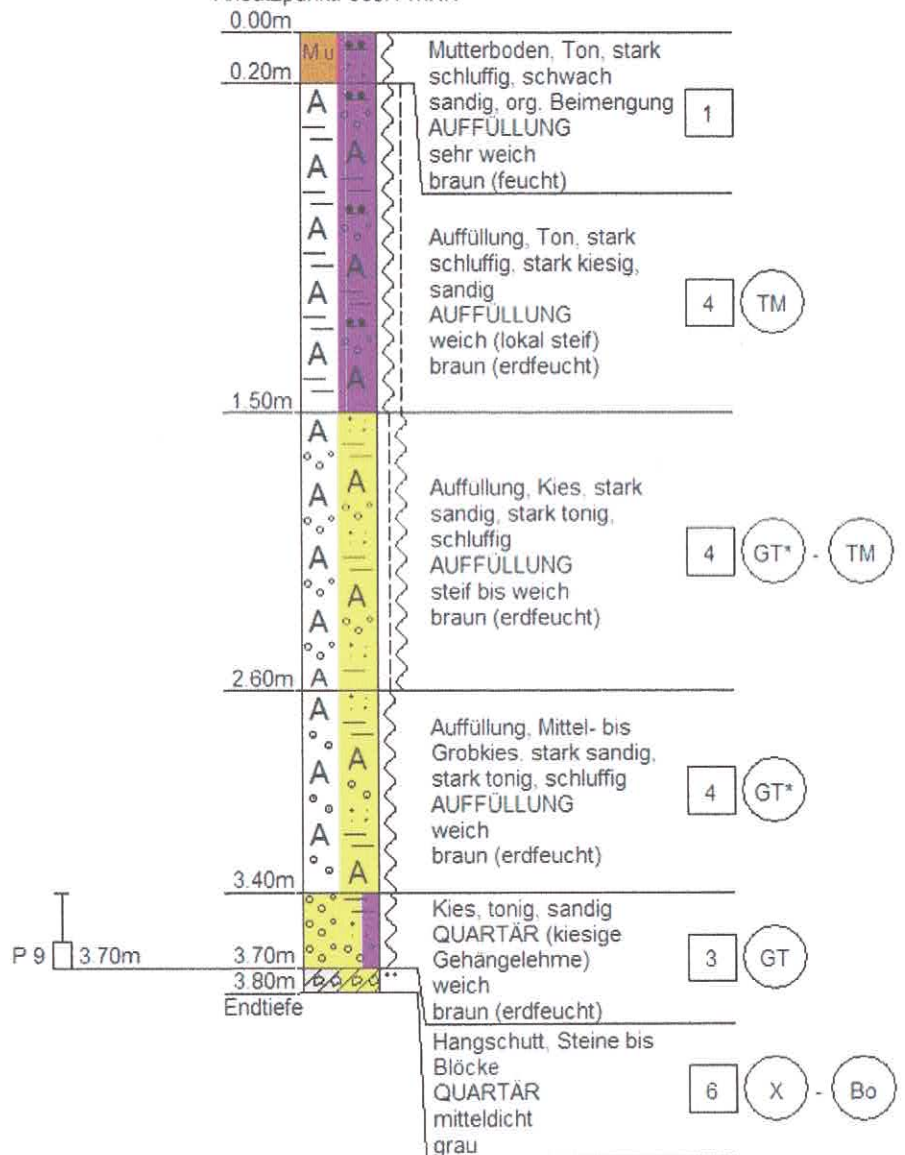 0.00m
Mu
0.20m
Mutterboden, Ton, stark
schluffig, schwach
sandig, org. Beimengung
AUFFÜLLUNG
sehr weich
braun (feucht)
1
A
A
A
A
A
A
A
A
Auffüllung, Ton, stark
schluffig, stark kiesig,
sandig
AUFFÜLLUNG
weich (lokal steif)
braun (erdfeucht)
4
TM
1.50m
A
A
A
A
A
A
A
Auffullung, Kies, stark
sandig, stark tonig,
schluffig
AUFFÜLLUNG
steif bis weich
braun (erdfeucht)
4
GT* - TM
2.60m
A
A
A
A
A
Auffüllung, Mittel- bis
Grobkies, stark sandig,
stark tonig, schluffig
AUFFÜLLUNG
weich
braun (erdfeucht)
4
GT*
3.40m
Kies, tonig, sandig
QUARTÄR (kiesige
Gehängelehme)
weich
braun (erdfeucht)
3
GT
P 9 3.70m
3.70m
3.80m
Endtiefe
Hangschutt, Steine bis
Blöcke
QUARTÄR
mitteldicht
grau
6
X - Bo